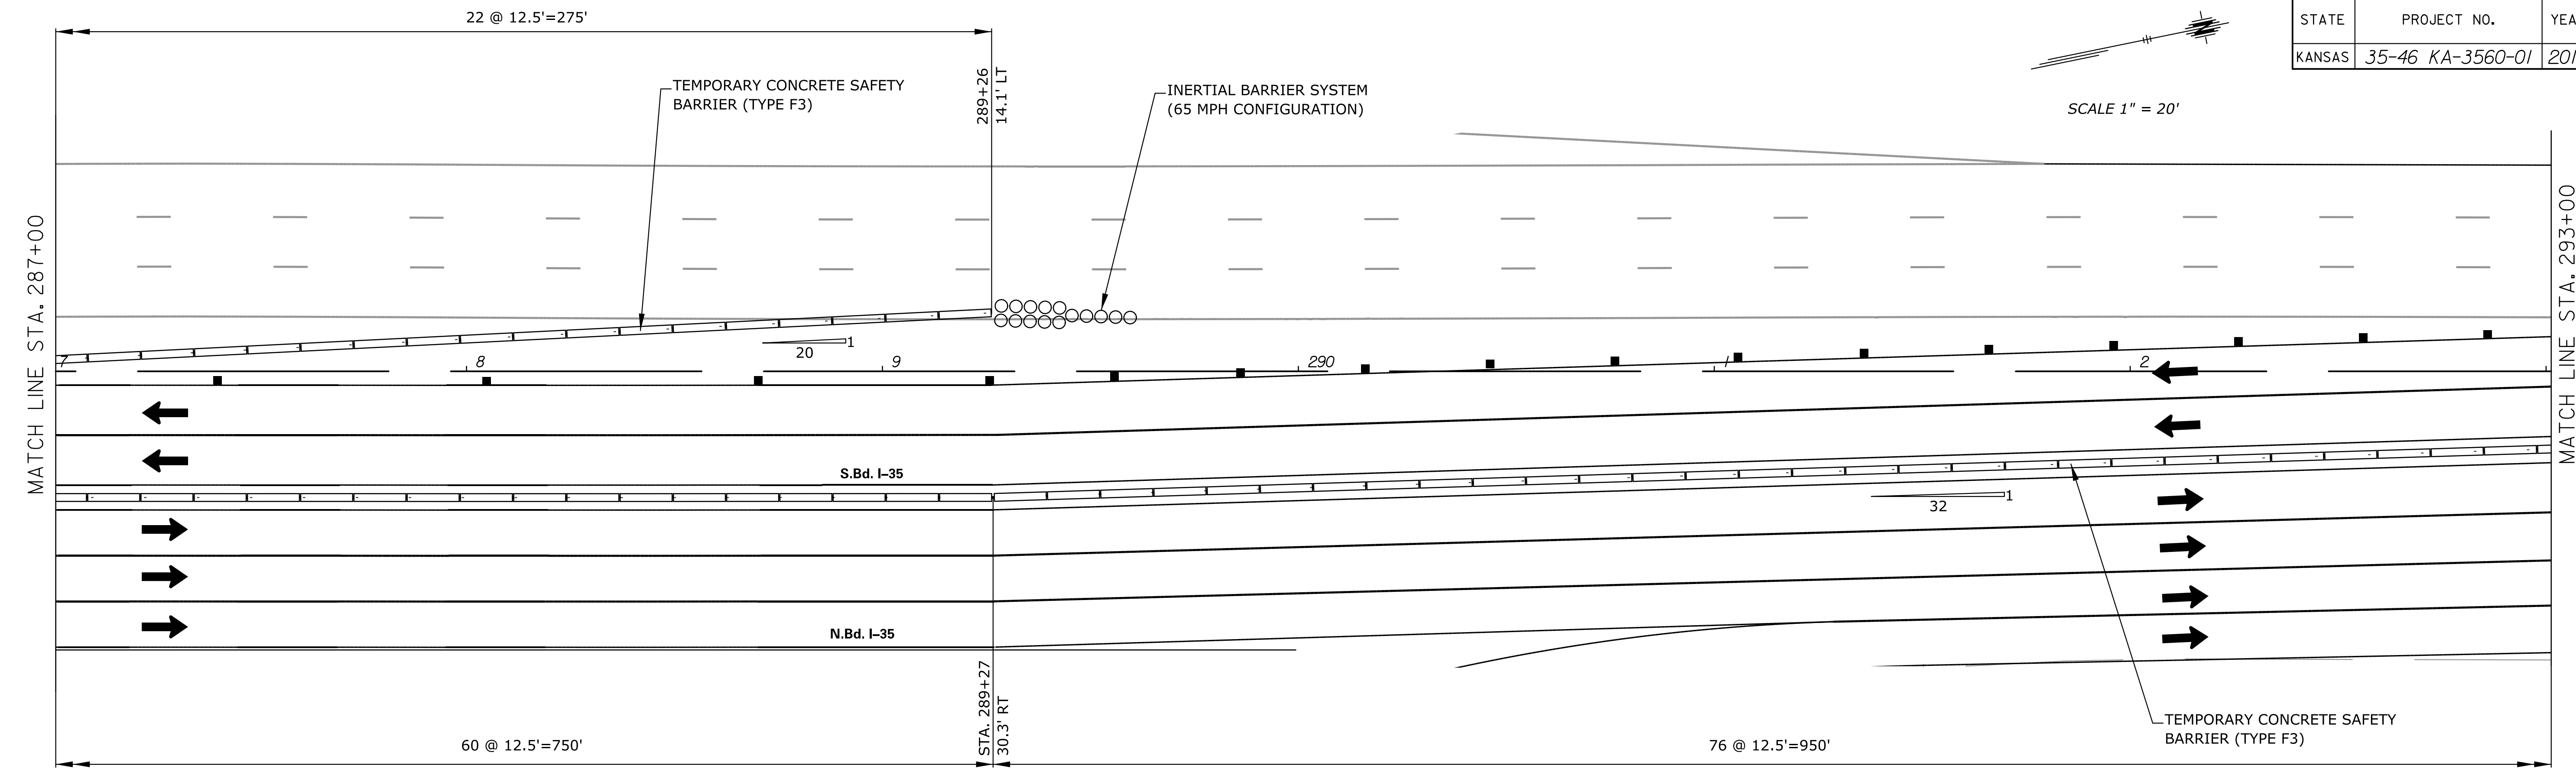 22 @ 12.5'=275'
STATE PROJECT NO.
KANSAS 35-46 KA-3560-01
N
SCALE 1" = 20'
TEMPORARY CONCRETE SAFETY
BARRIER (TYPE F3)
289+26
14.1' LT
INERTIAL BARRIER SYSTEM
(65 MPH CONFIGURATION)
MATCH LINE STA. 287+00
MATCH LINE STA. 293+00
20 1
7 8 9 290 1 2
S.Bd. I-35
32 1
N.Bd. I-35
STA. 289+27
30.3' RT
TEMPORARY CONCRETE SAFETY
BARRIER (TYPE F3)
60 @ 12.5'=750'
76 @ 12.5'=950'